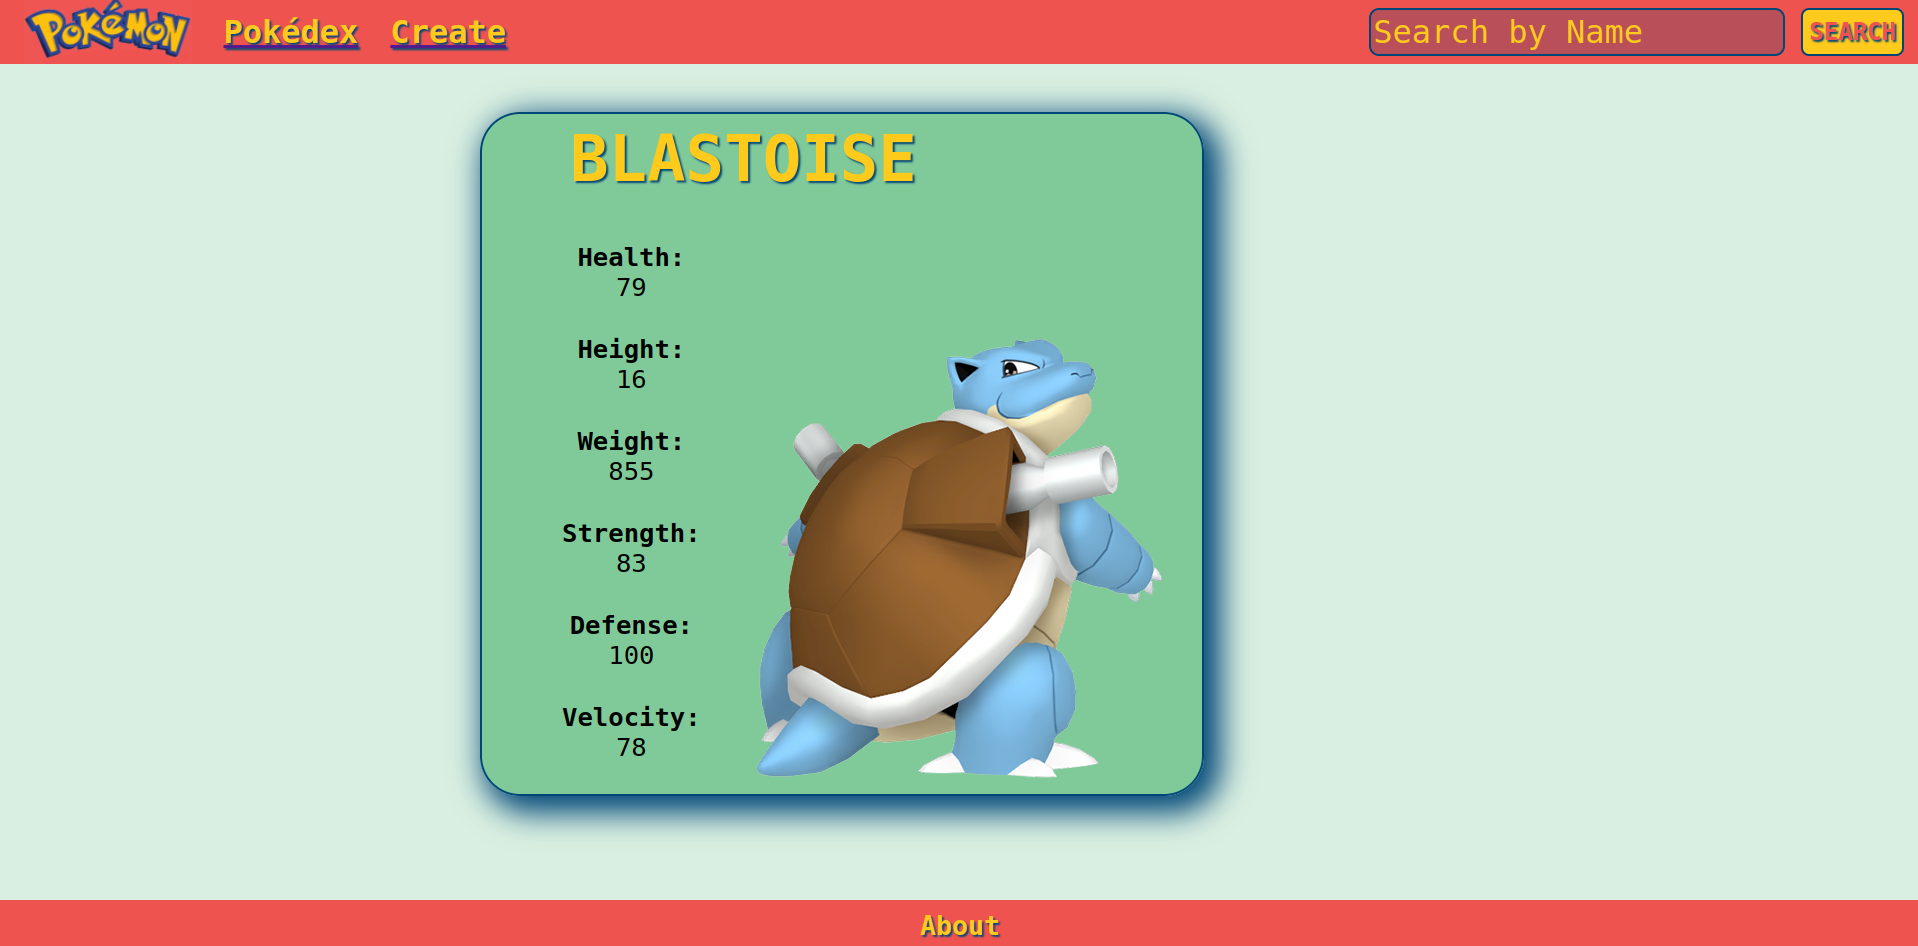 POKéMON
Pokédex
Create
Search by Name
SEARCH
BLASTOISE
Health:
79
Height:
16
Weight:
855
Strength:
83
Defense:
100
Velocity:
78
About